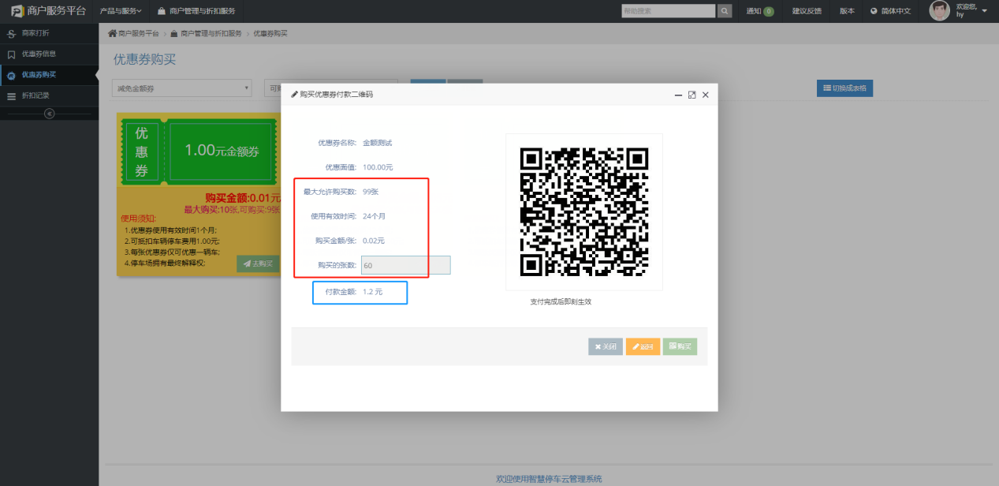 商户服务平台 产品与服务 商户管理与折扣服务 帮助搜索 通知 0 建议反馈 版本 简体中文 欢迎您, hy
商家打折
优惠券信息
优惠券购买
折扣记录
商户服务平台 > 商户管理与折扣服务 > 优惠券购买
优惠券购买
减免金额券
切换成表格
优惠券
1.00元金额券
购买金额:0.01元
最大购买:10张,可购买:9张
使用须知:
1.优惠券使用有效时间1个月;
2.可抵扣车辆停车费用1.00元;
3.每张优惠券仅可优惠一辆车;
4.停车场拥有最终解释权;
去购买
购买优惠券付款二维码
优惠券名称: 金额测试
优惠面值: 100.00元
最大允许购买数: 99张
使用有效时间: 24个月
购买金额/张: 0.02元
购买的张数: 60
付款金额: 1.2 元
支付完成后即刻生效
关闭 返回 购买
欢迎使用智慧停车云管理系统